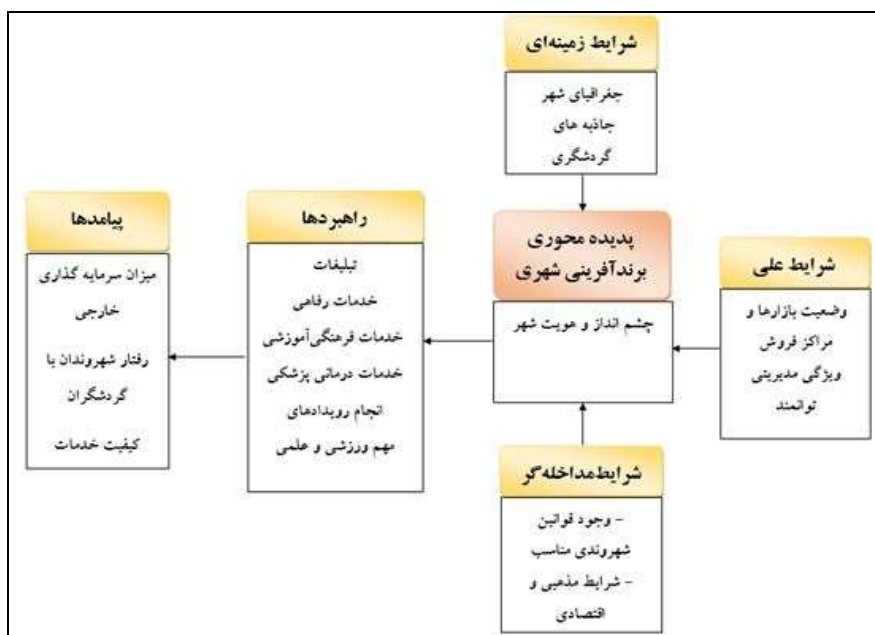 شرایط زمینه‌ای
جغرافیای شهر
جاذبه های
گردشگری
شرایط علی
وضعیت بازارها و
مراکز فروش
ویژگی مدیریتی
توانمند
پدیده محوری
برندآفرینی شهری
چشم انداز و هویت شهر
شرایط‌مداخله‌گر
- وجود قوانین
شهروندی مناسب
- شرایط مذهبی و
اقتصادی
راهبردها
تبلیغات
خدمات رفاهی
خدمات فرهنگی‌آموزشی
خدمات درمانی پزشکی
انجام رویدادهای
مهم ورزشی و علمی
پیامدها
میزان سرمایه گذاری
خارجی
رفتار شهروندان با
گردشگران
کیفیت خدمات